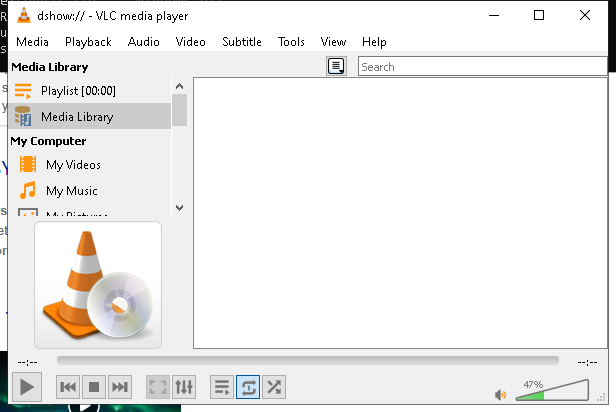 dshow:// - VLC media player
Media Playback Audio Video Subtitle Tools View Help
Media Library
Search
Playlist [00:00]
Media Library
My Computer
My Videos
My Music
My Pictures
--:--
--:--
47%